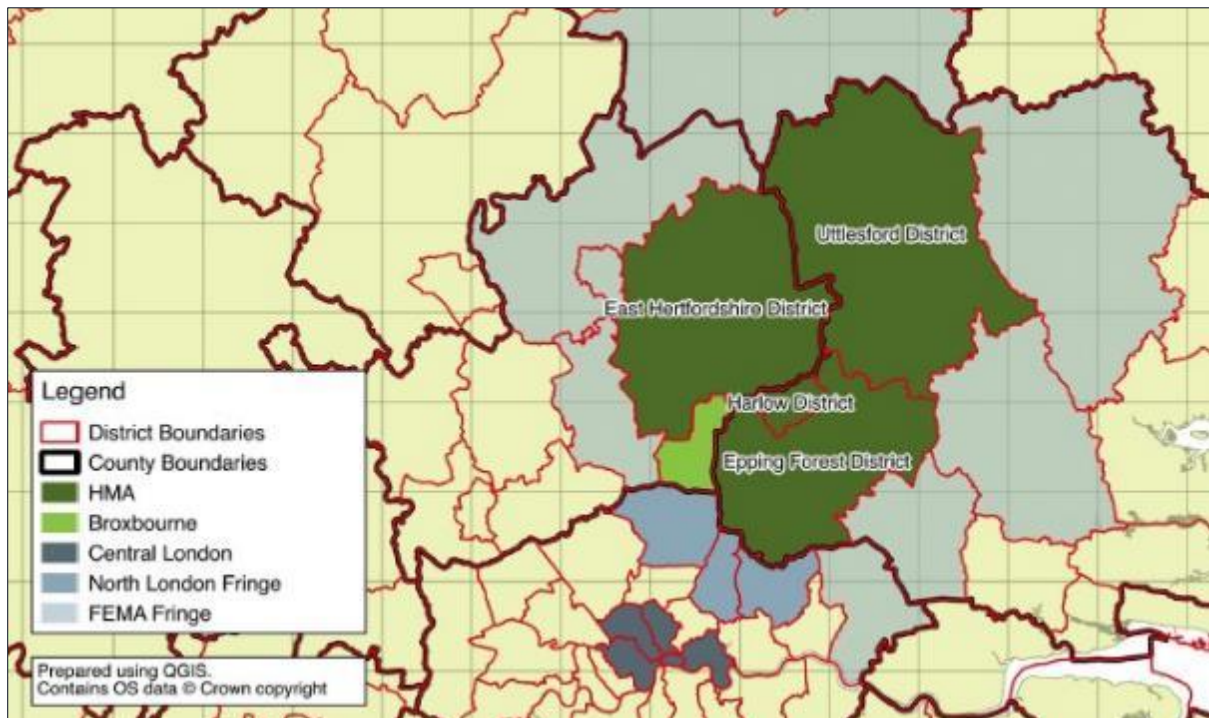 Uttlesford District
East Hertfordshire District
Harlow District
Epping Forest District
Legend
District Boundaries
County Boundaries
HMA
Broxbourne
Central London
North London Fringe
FEMA Fringe
Prepared using QGIS.
Contains OS data © Crown copyright